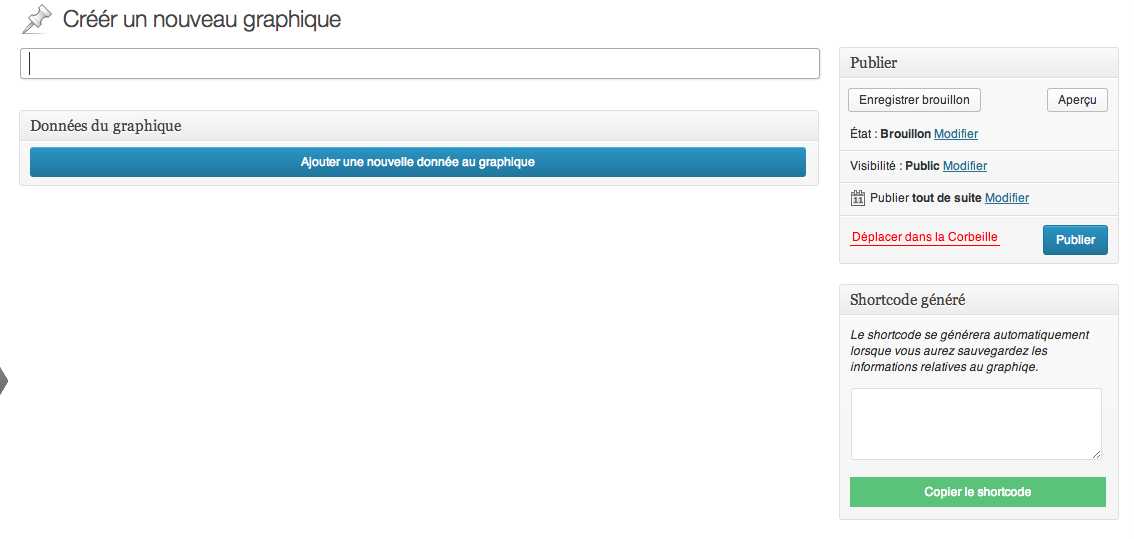 Créér un nouveau graphique
Données du graphique
Ajouter une nouvelle donnée au graphique
Publier
Enregistrer brouillon
Aperçu
État : Brouillon Modifier
Visibilité : Public Modifier
11 Publier tout de suite Modifier
Déplacer dans la Corbeille
Publier
Shortcode généré
Le shortcode se générera automatiquement
lorsque vous aurez sauvegardez les
informations relatives au graphiqe.
Copier le shortcode